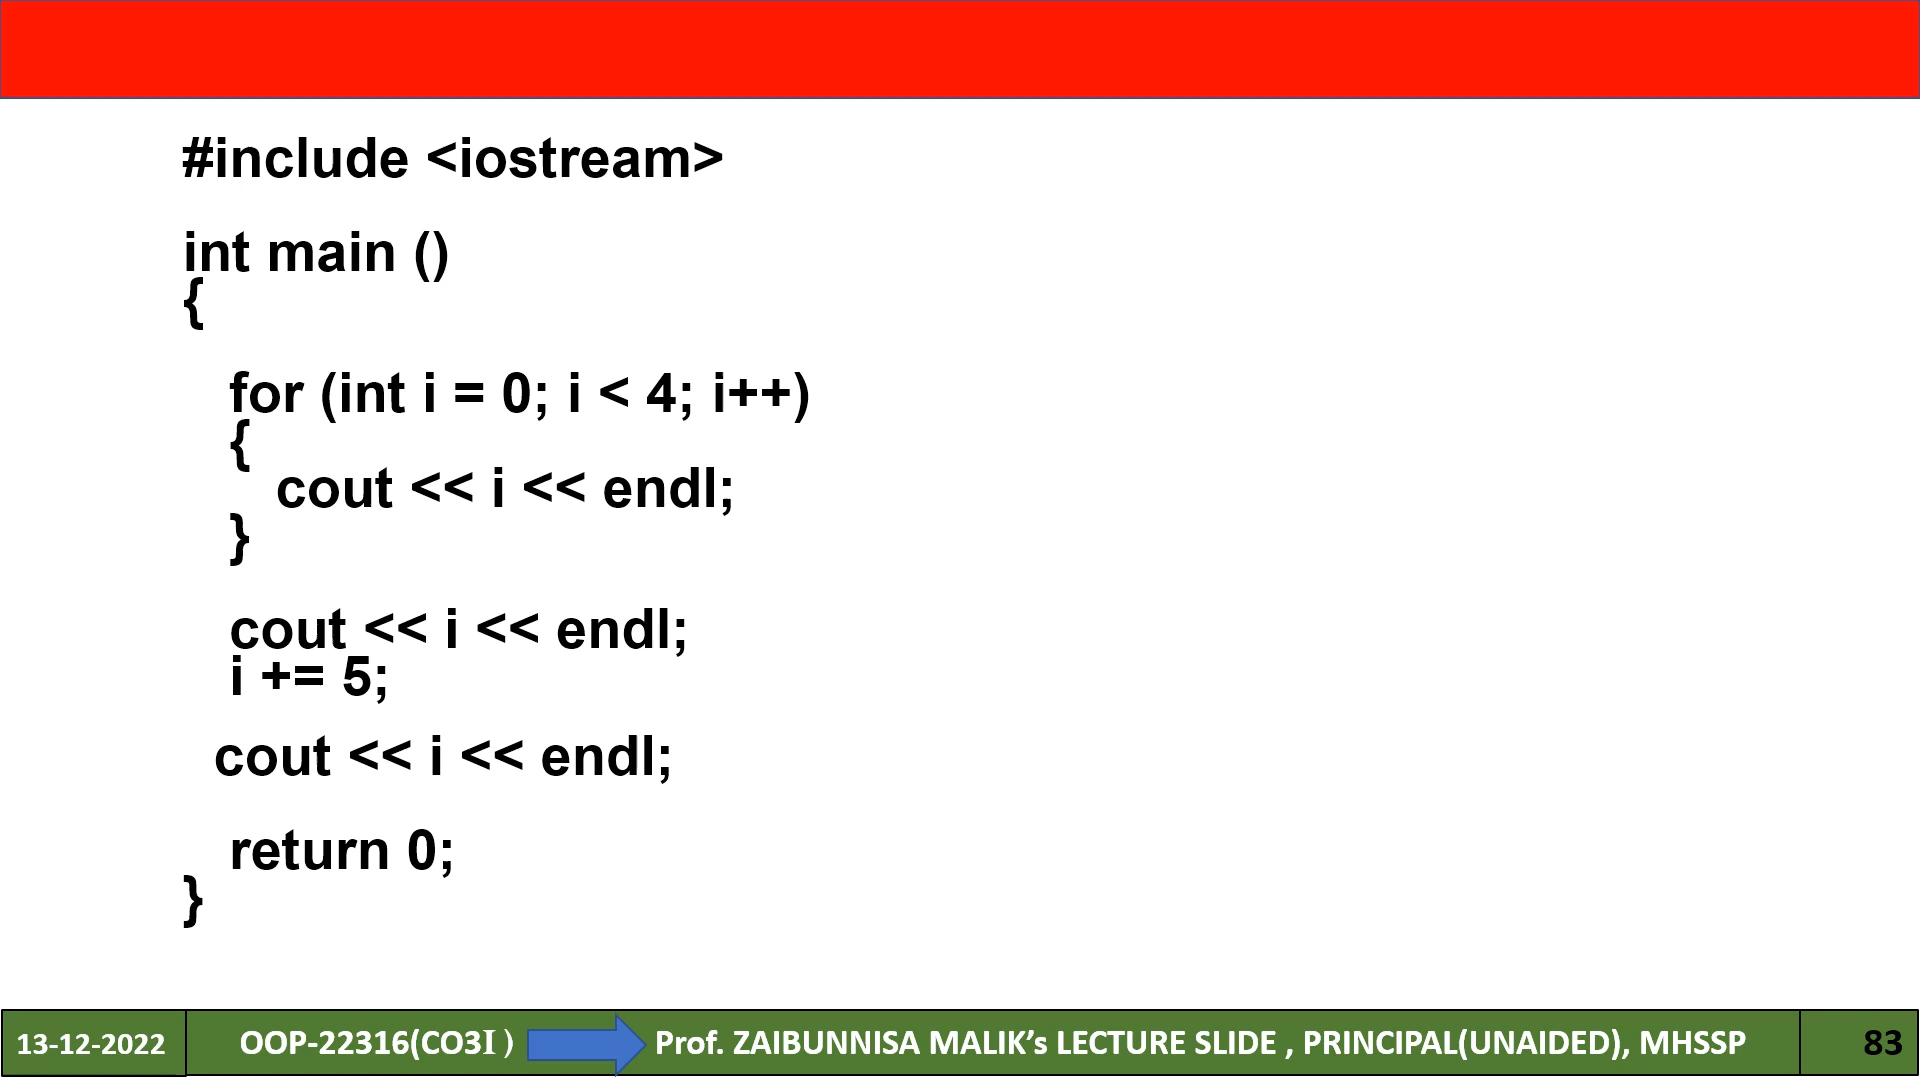 #include <iostream>
int main ()
{
for (int i = 0; i < 4; i++)
{
cout << i << endl;
}
cout << i << endl;
i += 5;
cout << i << endl;
return 0;
}
13-12-2022 OOP-22316(CO3I ) Prof. ZAIBUNNISA MALIK’s LECTURE SLIDE , PRINCIPAL(UNAIDED), MHSSP 83